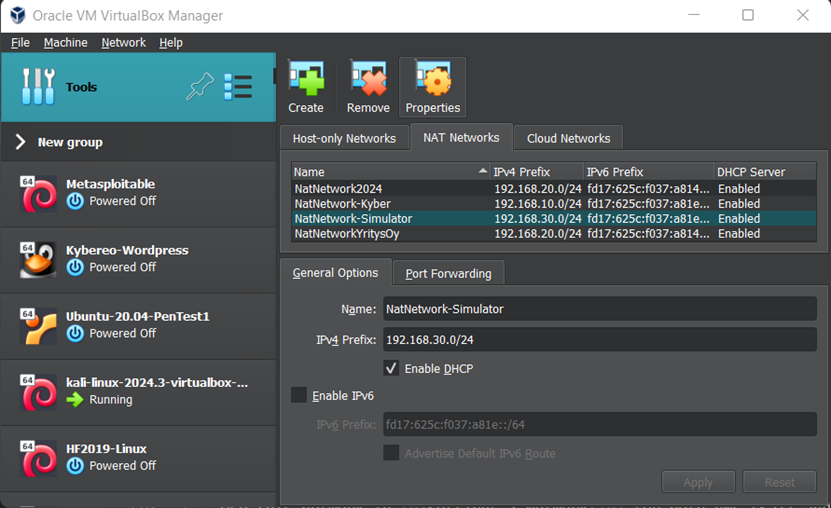 Oracle VM VirtualBox Manager
File Machine Network Help
Tools
Create Remove Properties
New group
Host-only Networks NAT Networks Cloud Networks
64
Metasploitable
Powered Off
64
Kybereo-Wordpress
Powered Off
64
Ubuntu-20.04-PenTest1
Powered Off
64
kali-linux-2024.3-virtualbox-...
Running
64
HF2019-Linux
Powered Off
Name IPv4 Prefix IPv6 Prefix DHCP Server
NatNetwork2024 192.168.20.0/24 fd17:625c:f037:a814... Enabled
NatNetwork-Kyber 192.168.10.0/24 fd17:625c:f037:a81e... Enabled
NatNetwork-Simulator 192.168.30.0/24 fd17:625c:f037:a81e... Enabled
NatNetworkYritysOy 192.168.20.0/24 fd17:625c:f037:a814... Enabled
General Options Port Forwarding
Name: NatNetwork-Simulator
IPv4 Prefix: 192.168.30.0/24
Enable DHCP
Enable IPv6
IPv6 Prefix: fd17:625c:f037:a81e::/64
Advertise Default IPv6 Route
Apply Reset